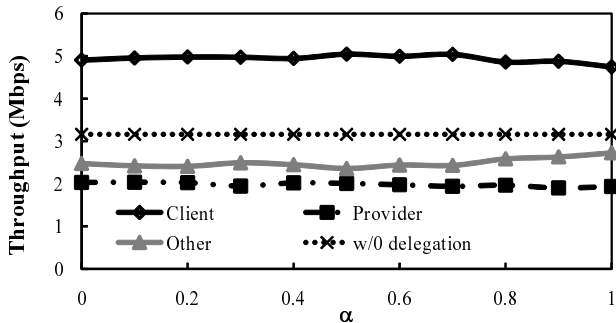 6
5
4
3
2
1
0
Throughput (Mbps)
Client
Provider
Other
w/0 delegation
0
0.2
0.4
0.6
0.8
1
α